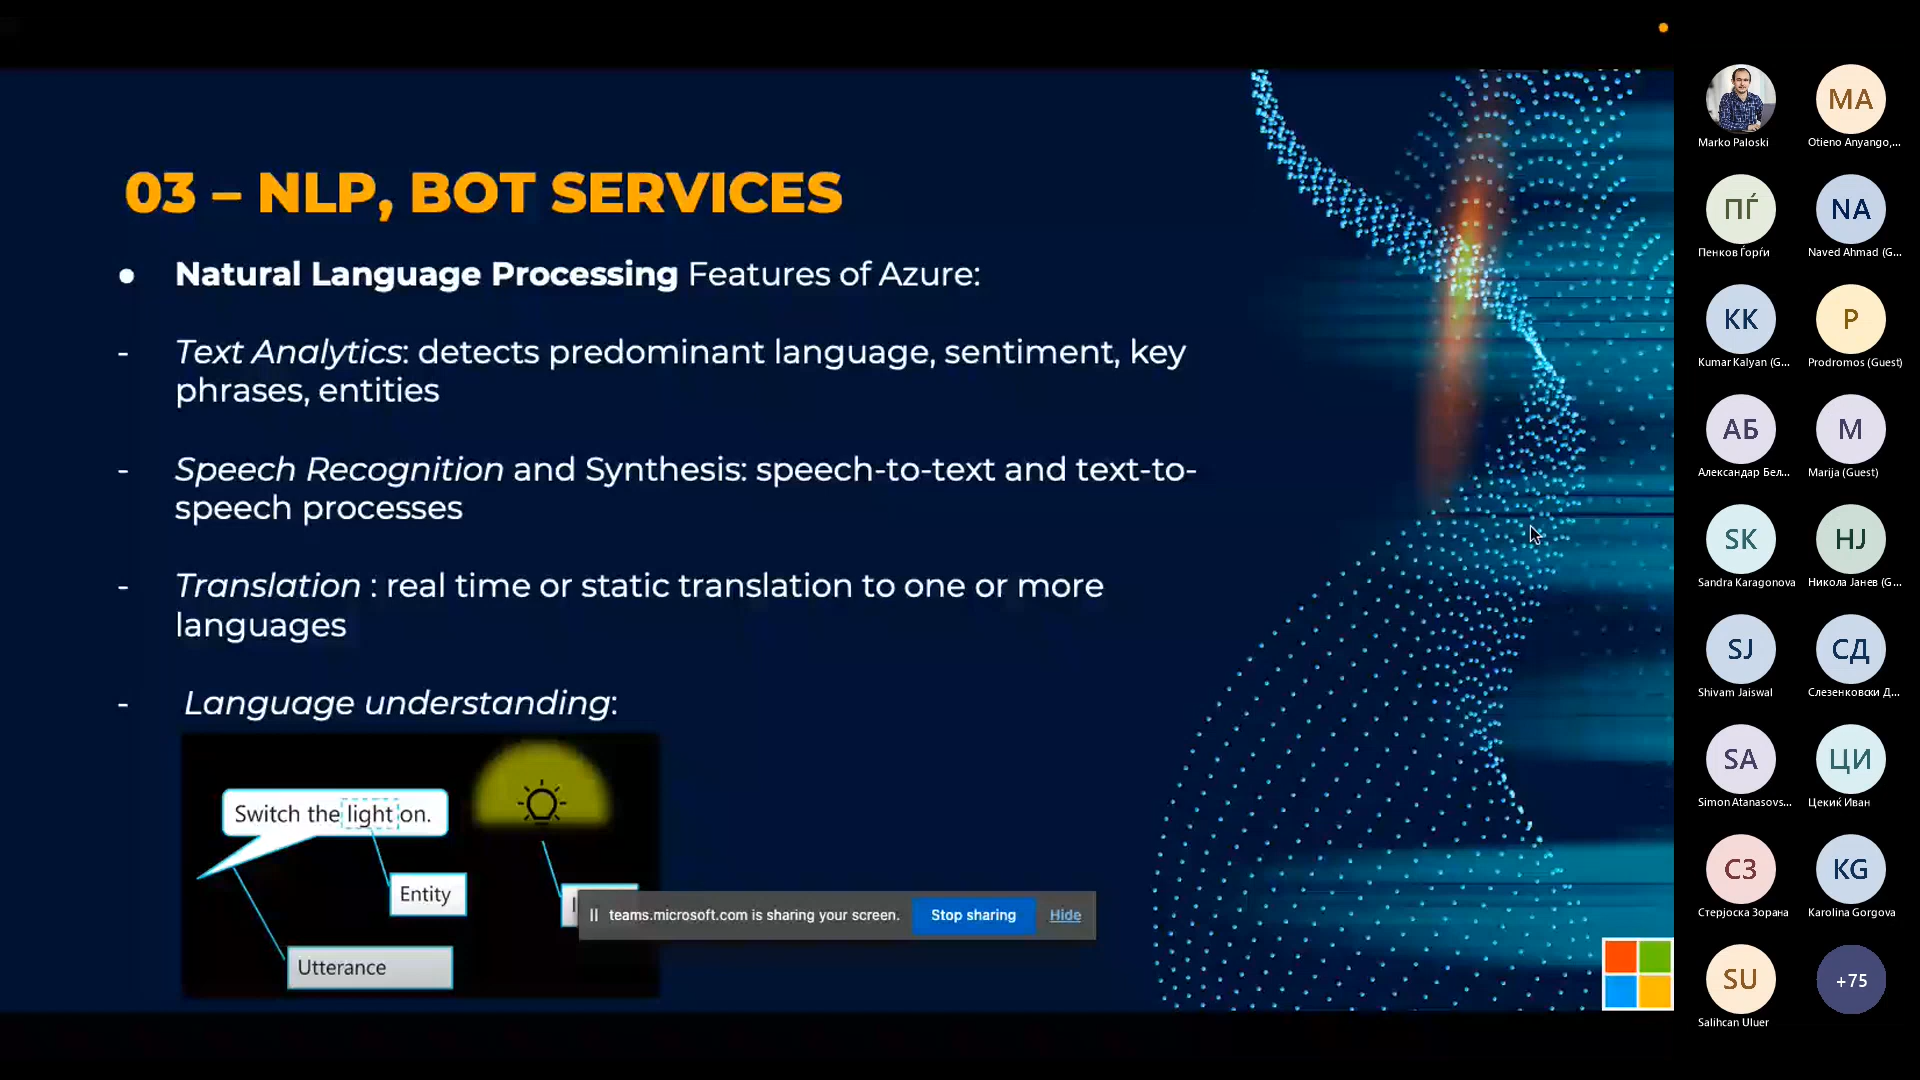 03 – NLP, BOT SERVICES
● Natural Language Processing Features of Azure:
- Text Analytics: detects predominant language, sentiment, key
phrases, entities
- Speech Recognition and Synthesis: speech-to-text and text-to-
speech processes
- Translation : real time or static translation to one or more
languages
- Language understanding:
Switch the light on.
Entity
Utterance
teams.microsoft.com is sharing your screen.
Stop sharing
Hide
Marko Paloski
MA
Otieno Anyango,...
ПЃ
Пенков Ѓорѓи
NA
Naved Ahmad (G...
KK
Kumar Kalyan (G...
P
Prodromos (Guest)
АБ
Александар Бел...
M
Marija (Guest)
SK
Sandra Karagonova
НЈ
Никола Јанев (G...
SJ
Shivam Jaiswal
СД
Слезенковски Д...
SA
Simon Atanasovs...
ЦИ
Цекиќ Иван
СЗ
Стерјоска Зорана
KG
Karolina Gorgova
SU
Salihcan Uluer
+75